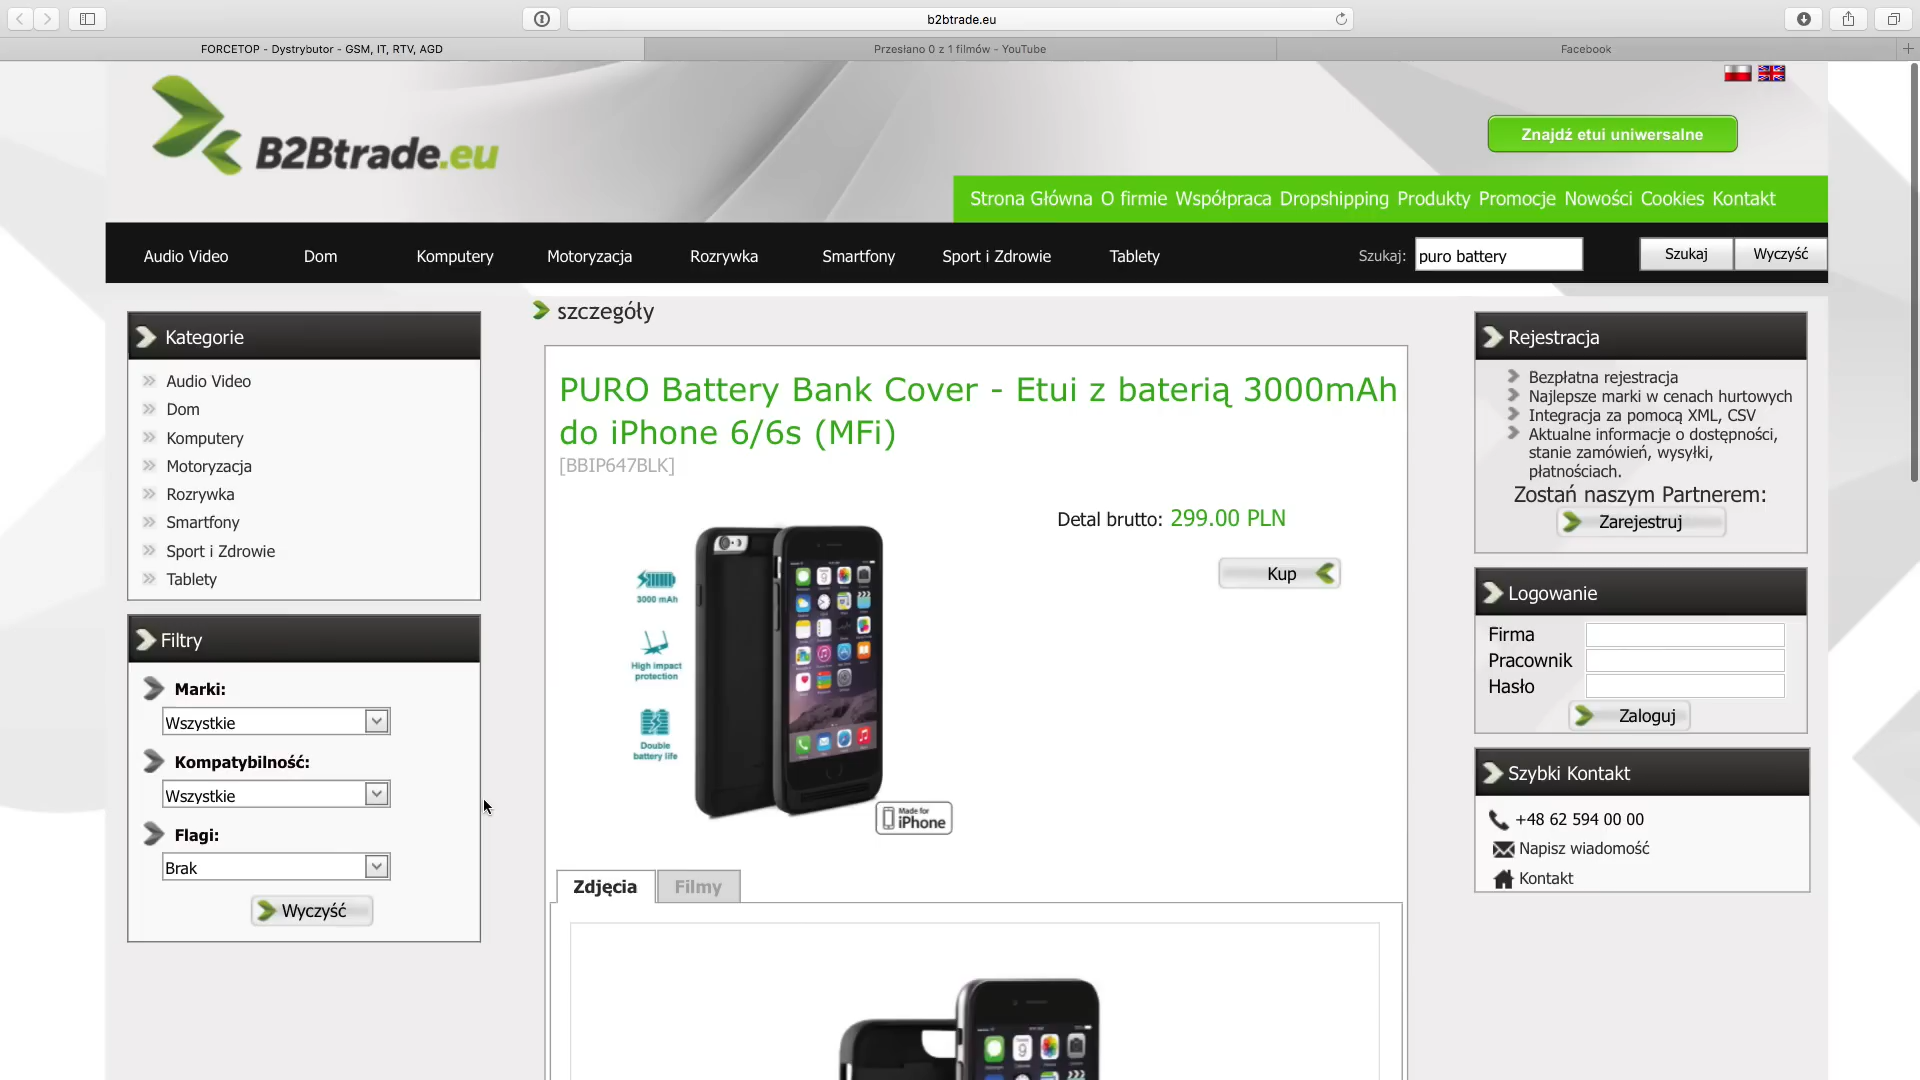 b2btrade.eu
FORCETOP - Dystrybutor - GSM, IT, RTV, AGD
Przesłano 0 z 1 filmów - YouTube
Facebook
B2Btrade.eu
Znajdź etui uniwersalne
Strona Główna O firmie Współpraca Dropshipping Produkty Promocje Nowości Cookies Kontakt
Audio Video Dom Komputery Motoryzacja Rozrywka Smartfony Sport i Zdrowie Tablety
Szukaj: puro battery Szukaj Wyczyść
Kategorie
Audio Video
Dom
Komputery
Motoryzacja
Rozrywka
Smartfony
Sport i Zdrowie
Tablety
Filtry
Marki:
Wszystkie
Kompatybilność:
Wszystkie
Flagi:
Brak
Wyczyść
szczegóły
PURO Battery Bank Cover - Etui z baterią 3000mAh
do iPhone 6/6s (MFi)
[BBIP647BLK]
Detal brutto: 299.00 PLN
Kup
3000 mAh
High impact
protection
Double
battery life
Made for
iPhone
Zdjęcia
Filmy
Rejestracja
Bezpłatna rejestracja
Najlepsze marki w cenach hurtowych
Integracja za pomocą XML, CSV
Aktualne informacje o dostępności,
stanie zamówień, wysyłki,
płatnościach.
Zostań naszym Partnerem:
Zarejestruj
Logowanie
Firma
Pracownik
Hasło
Zaloguj
Szybki Kontakt
+48 62 594 00 00
Napisz wiadomość
Kontakt